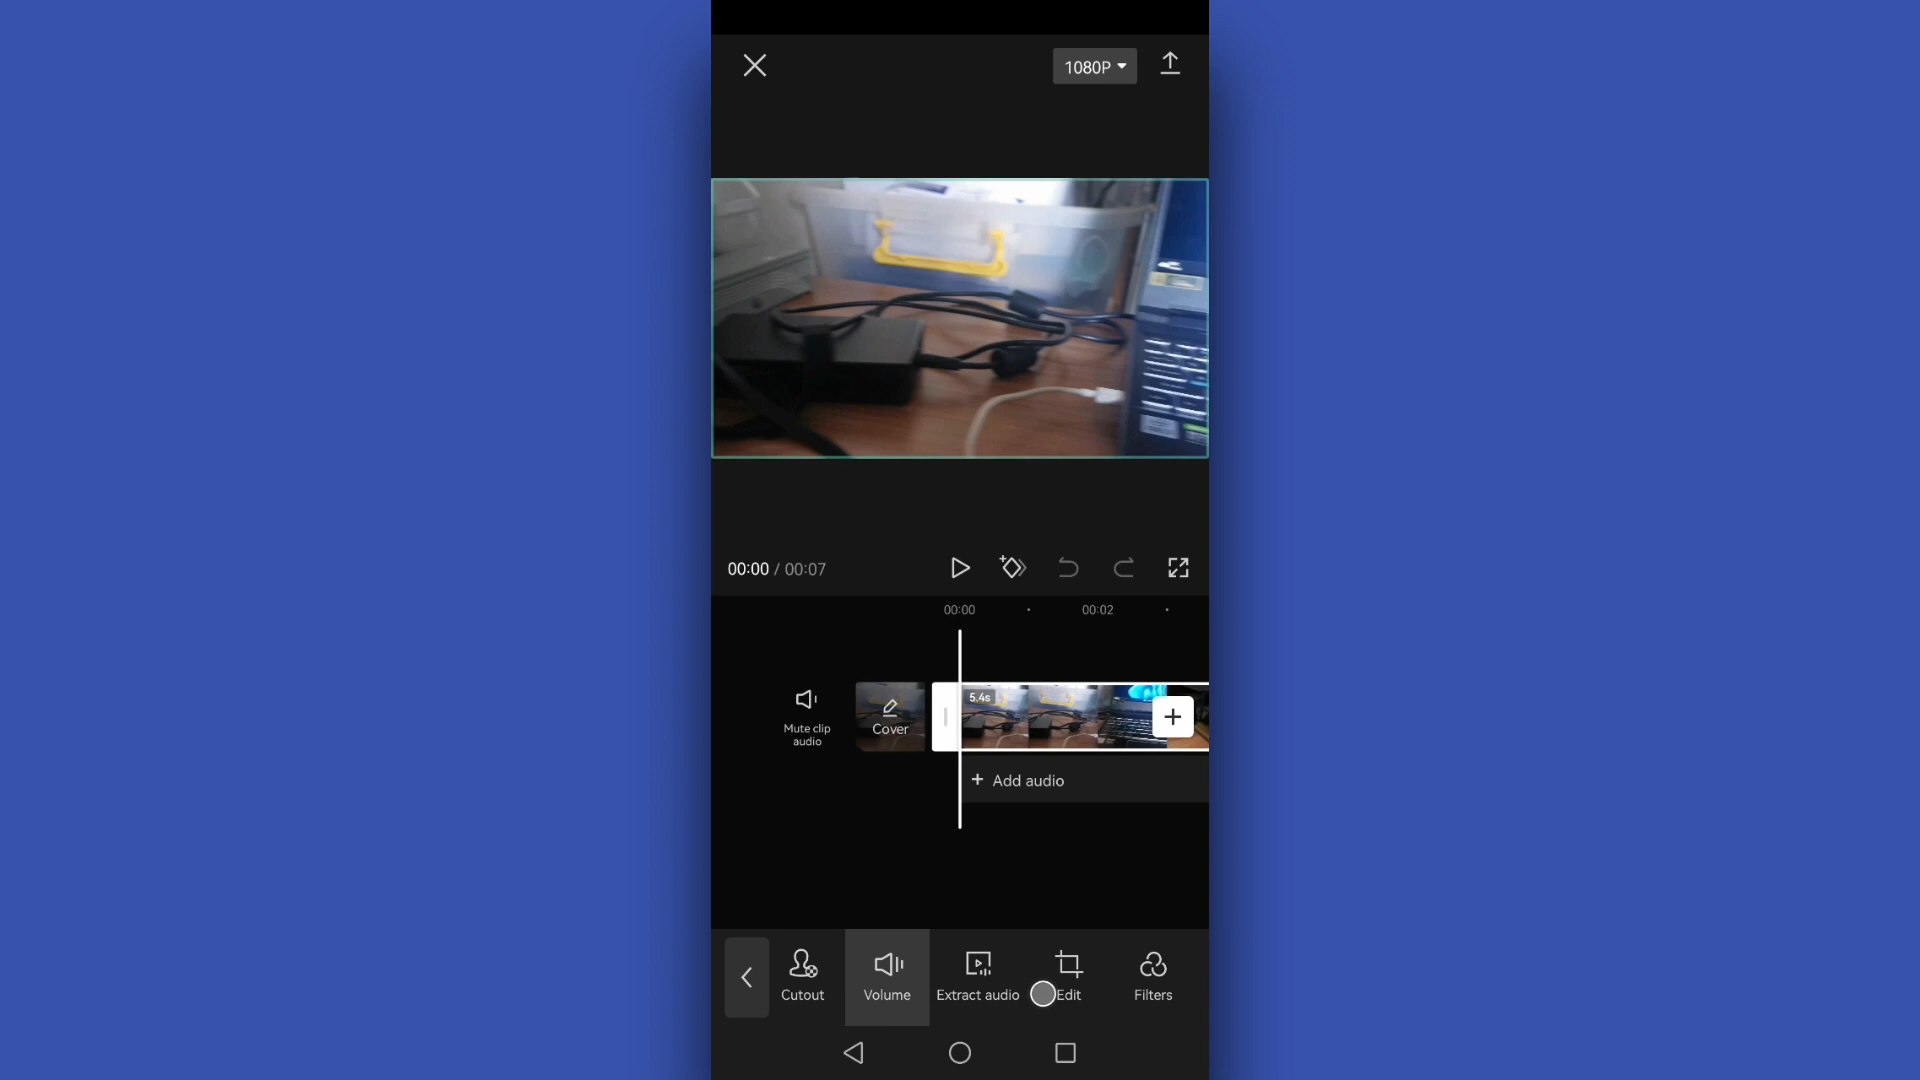 1080P
00:00 / 00:07
00:00 00:02
5.4s
Mute clip
audio
Cover
Add audio
Cutout
Volume
Extract audio
Edit
Filters